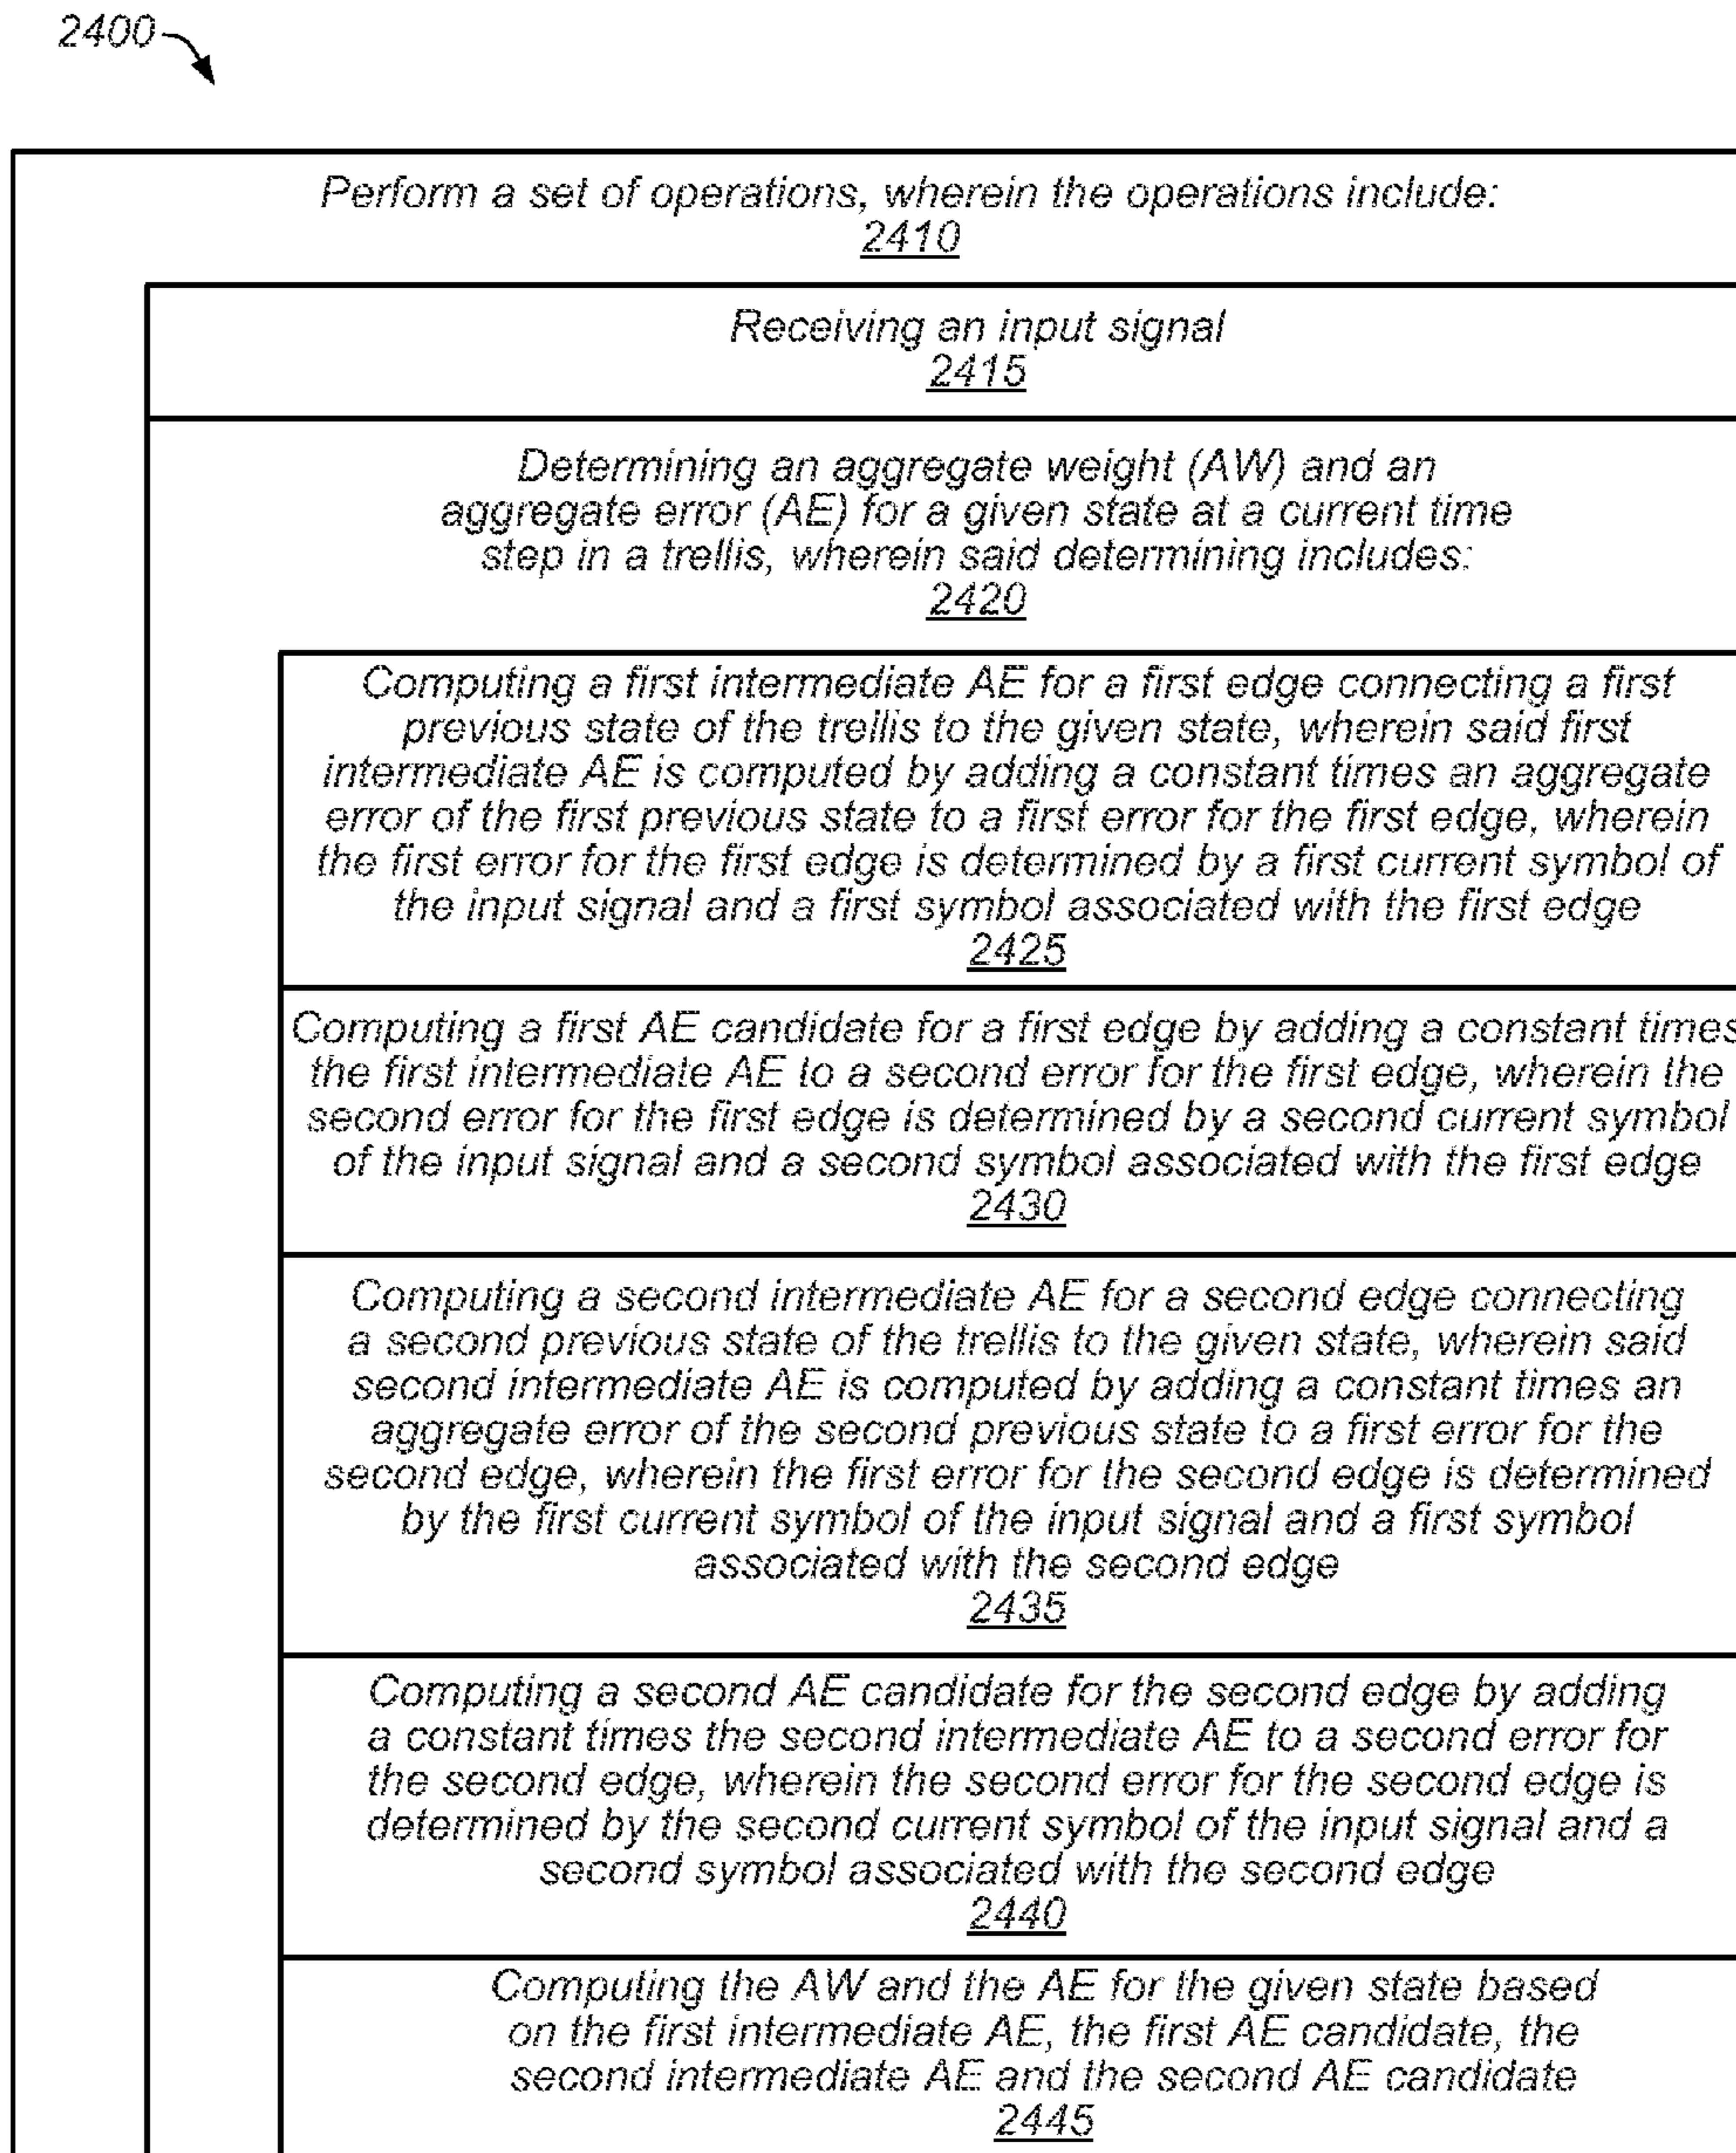 2400
Perform a set of operations, wherein the operations include:
2410
Receiving an input signal
2415
Determining an aggregate weight (AW) and an
aggregate error (AE) for a given state at a current time
step in a trellis, wherein said determining includes:
2420
Computing a first intermediate AE for a first edge connecting a first
previous state of the trellis to the given state, wherein said first
intermediate AE is computed by adding a constant times an aggregate
error of the first previous state to a first error for the first edge, wherein
the first error for the first edge is determined by a first current symbol of
the input signal and a first symbol associated with the first edge
2425
Computing a first AE candidate for a first edge by adding a constant times
the first intermediate AE to a second error for the first edge, wherein the
second error for the first edge is determined by a second current symbol
of the input signal and a second symbol associated with the first edge
2430
Computing a second intermediate AE for a second edge connecting
a second previous state of the trellis to the given state, wherein said
second intermediate AE is computed by adding a constant times an
aggregate error of the second previous state to a first error for the
second edge, wherein the first error for the second edge is determined
by the first current symbol of the input signal and a first symbol
associated with the second edge
2435
Computing a second AE candidate for the second edge by adding
a constant times the second intermediate AE to a second error for
the second edge, wherein the second error for the second edge is
determined by the second current symbol of the input signal and a
second symbol associated with the second edge
2440
Computing the AW and the AE for the given state based
on the first intermediate AE, the first AE candidate, the
second intermediate AE and the second AE candidate
2445